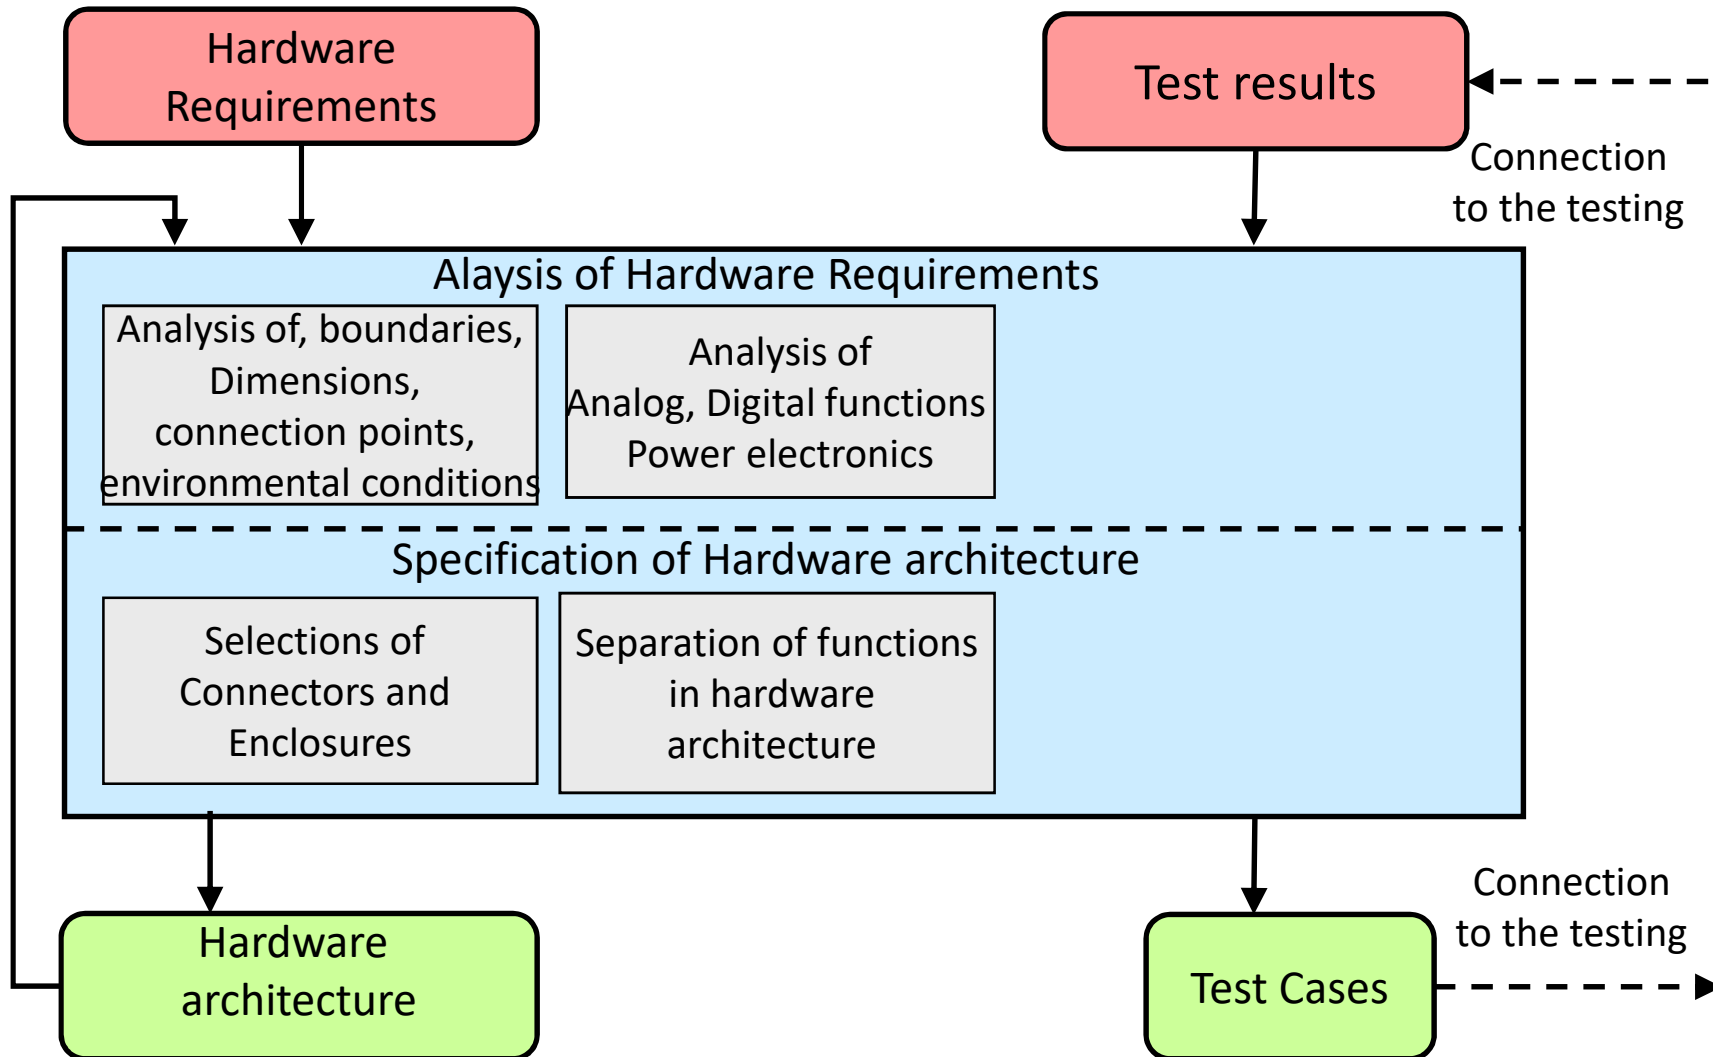 Hardware
Requirements
Test results
Connection
to the testing
Alaysis of Hardware Requirements
Analysis of, boundaries,
Dimensions,
connection points,
environmental conditions
Analysis of
Analog, Digital functions
Power electronics
Specification of Hardware architecture
Selections of
Connectors and
Enclosures
Separation of functions
in hardware
architecture
Hardware
architecture
Test Cases
Connection
to the testing